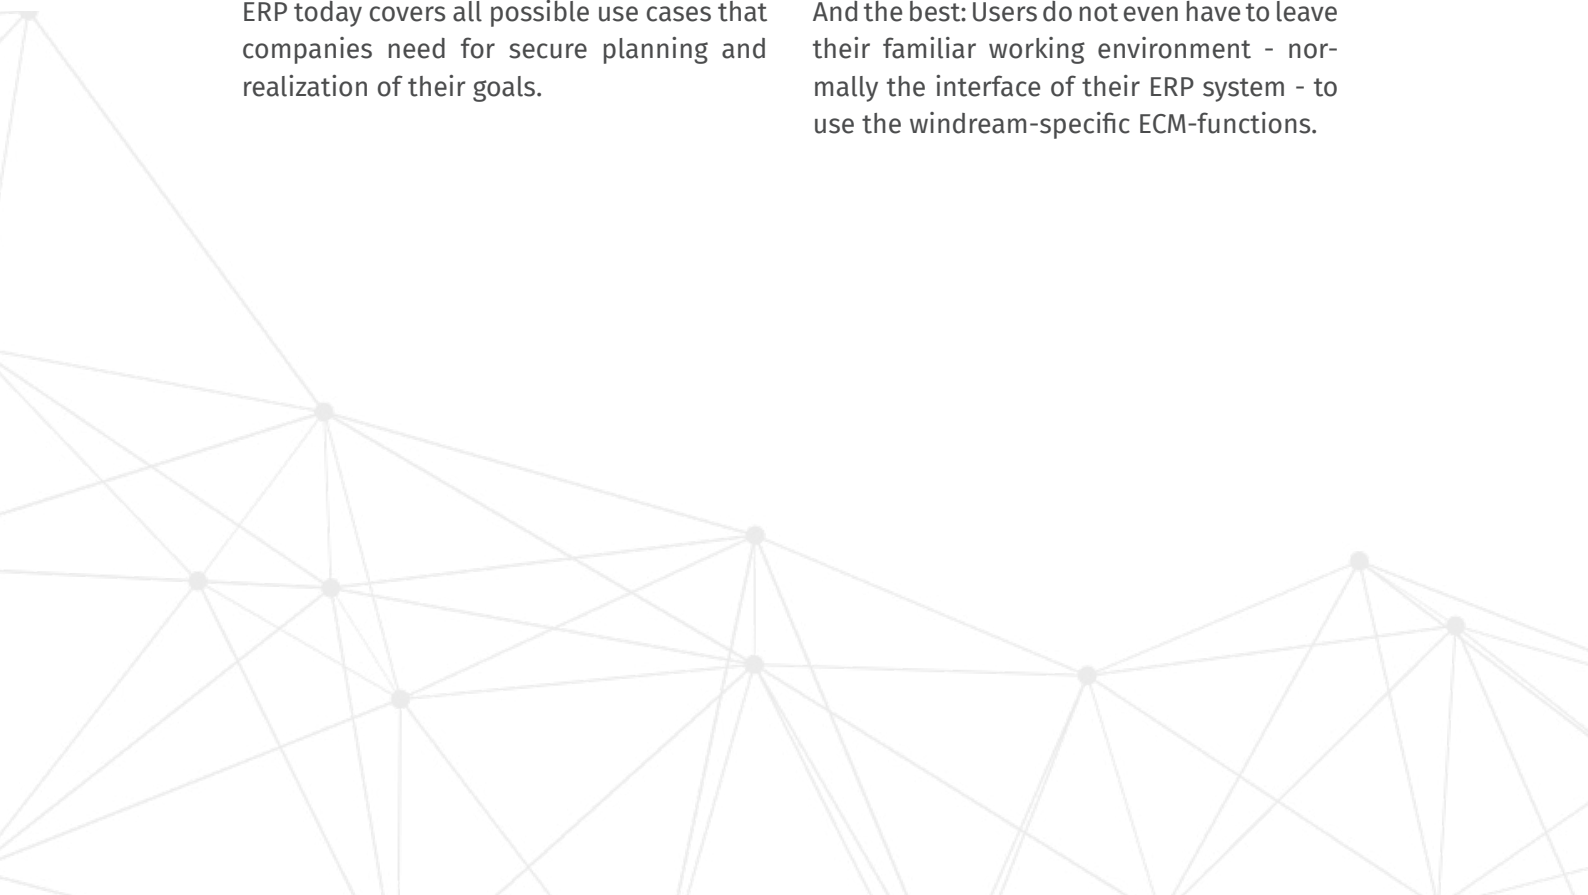 ERP today covers all possible use cases that
companies need for secure planning and
realization of their goals.
And the best: Users do not even have to leave
their familiar working environment - nor-
mally the interface of their ERP system - to
use the windream-specific ECM-functions.